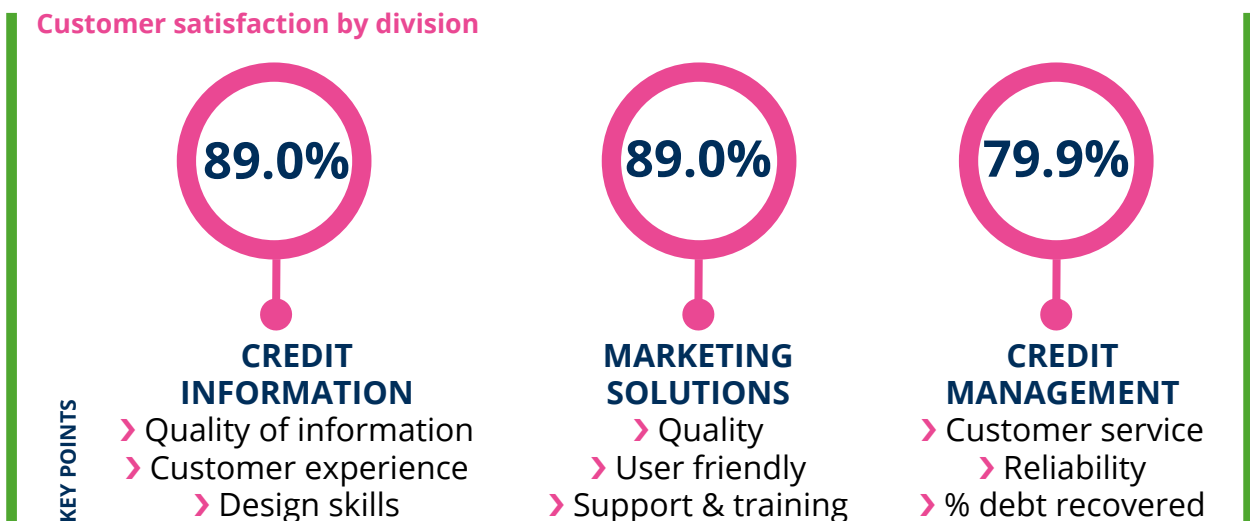 Customer satisfaction by division
89.0%
89.0%
79.9%
CREDIT
INFORMATION
MARKETING
SOLUTIONS
CREDIT
MANAGEMENT
KEY POINTS
› Quality of information
› Customer experience
› Design skills
› Quality
› User friendly
› Support & training
› Customer service
› Reliability
› % debt recovered